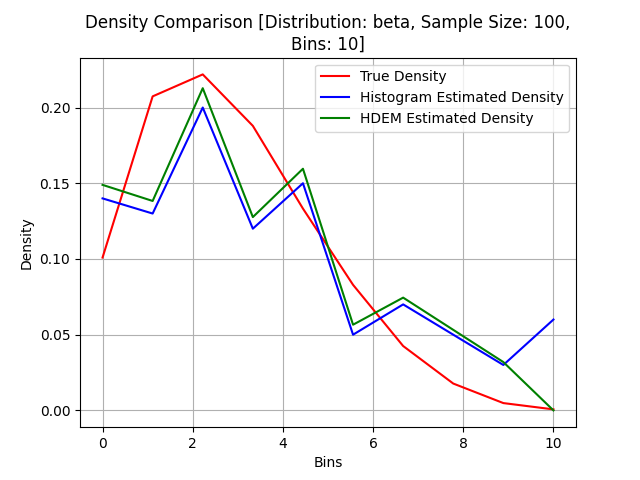 Density Comparison [Distribution: beta, Sample Size: 100,
Bins: 10]
True Density
Histogram Estimated Density
HDEM Estimated Density
Density
0.20
0.15
0.10
0.05
0.00
0 2 4 6 8 10
Bins